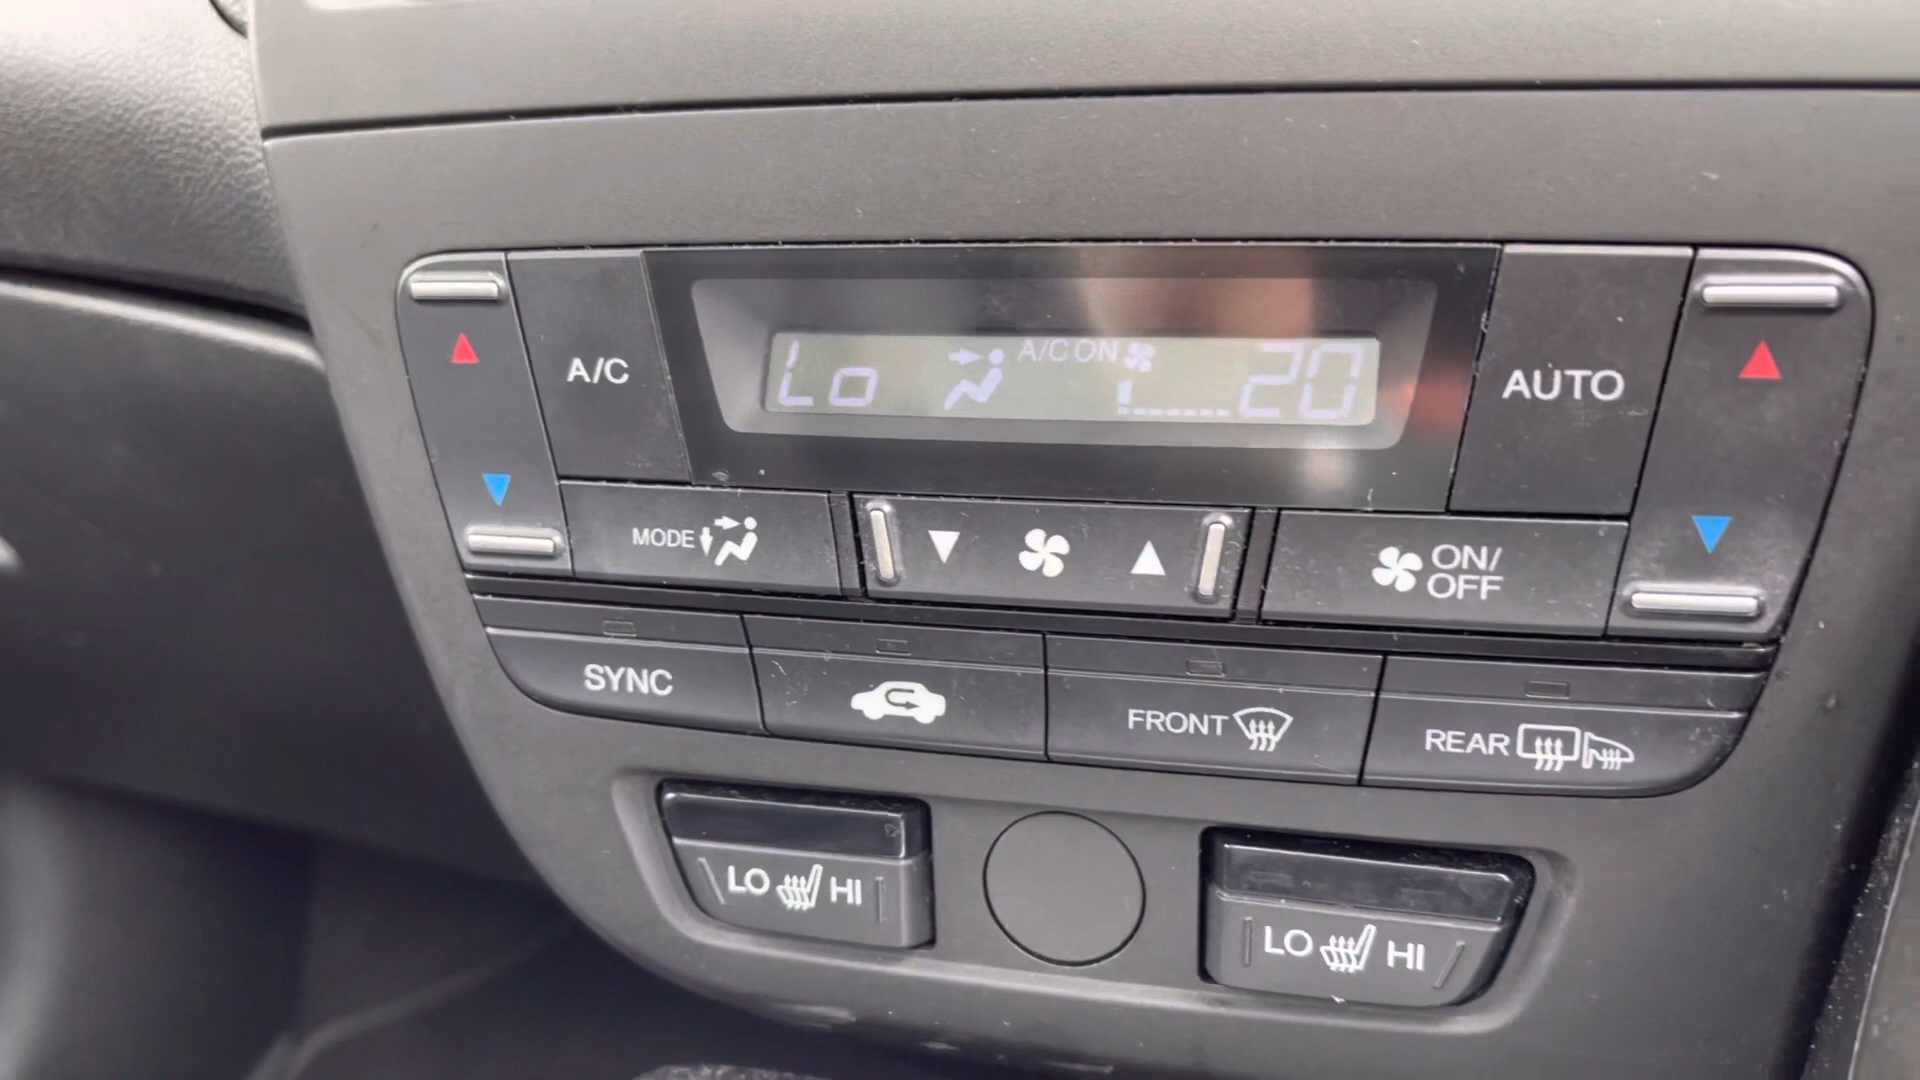 A/C
Lo
A/C ON
20
AUTO
MODE
ON/
OFF
SYNC
FRONT
REAR
LO HI
LO HI